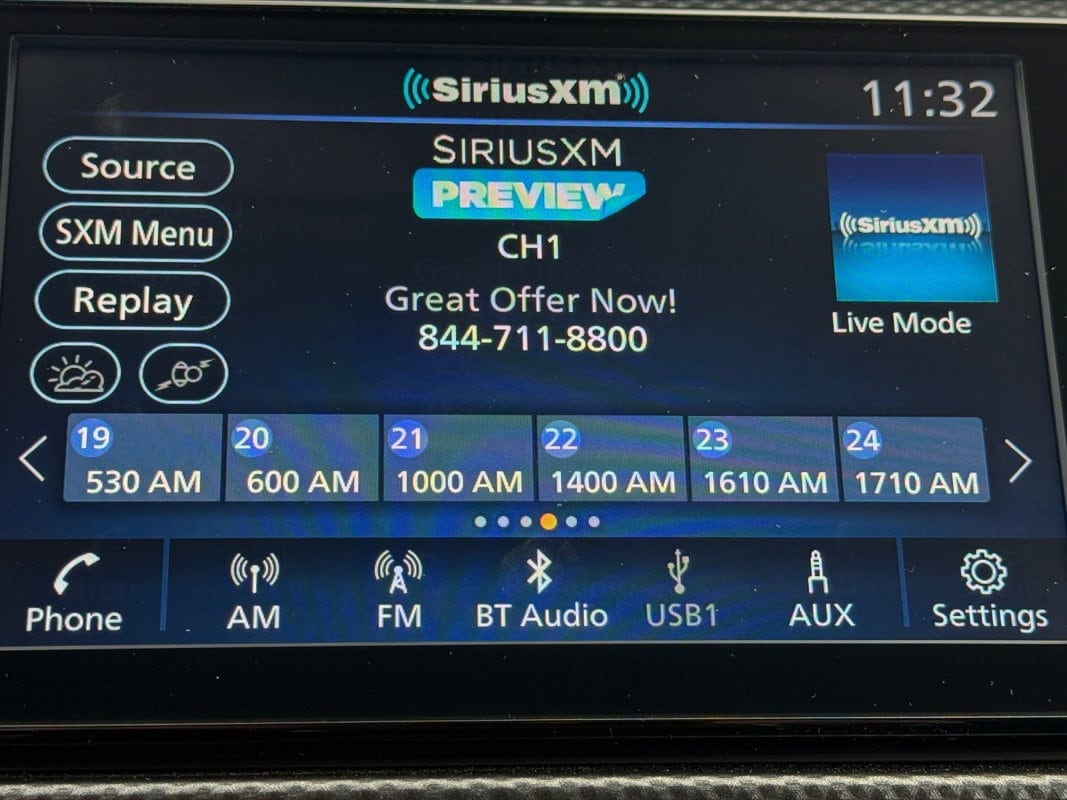 SiriusXM
11:32
Source
SXM Menu
Replay
SIRIUSXM
PREVIEW
CH1
Great Offer Now!
844-711-8800
SiriusXM
Live Mode
19
530 AM
20
600 AM
21
1000 AM
22
1400 AM
23
1610 AM
24
1710 AM
Phone
AM
FM
BT Audio
USB1
AUX
Settings